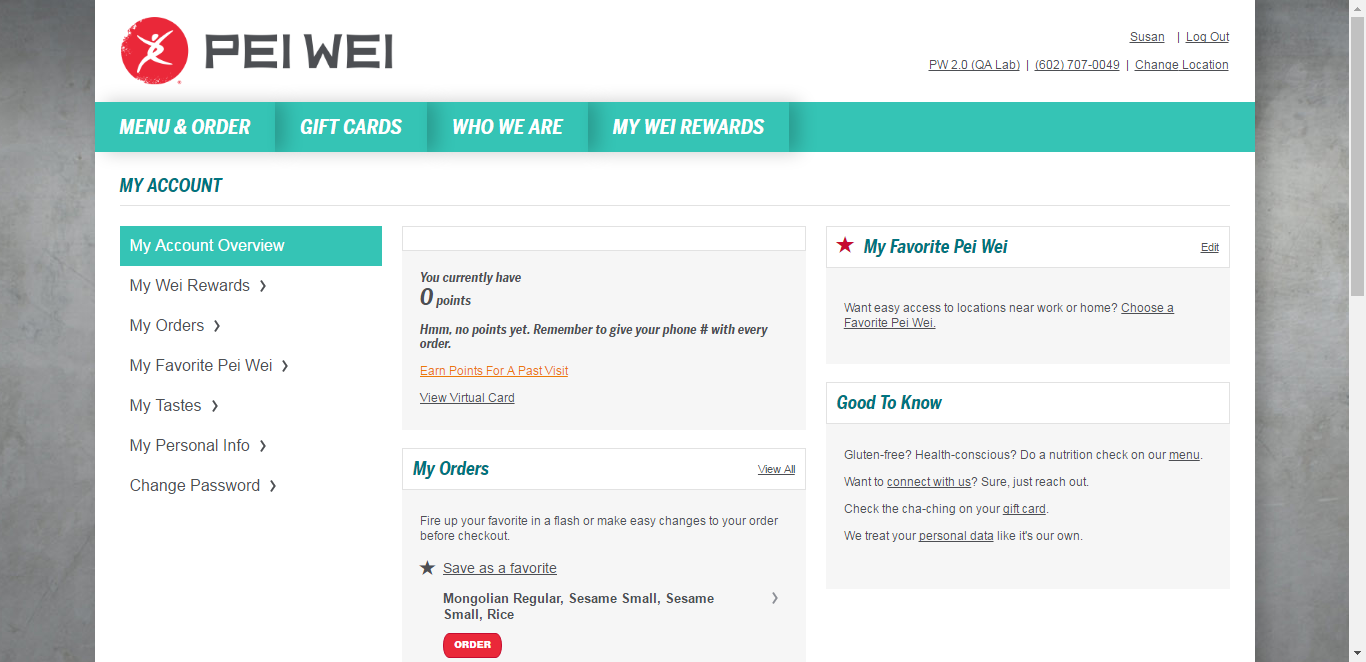 PEI WEI
Susan | Log Out
PW 2.0 (QA Lab) | (602) 707-0049 | Change Location
MENU & ORDER GIFT CARDS WHO WE ARE MY WEI REWARDS
MY ACCOUNT
My Account Overview
My Wei Rewards
My Orders
My Favorite Pei Wei
My Tastes
My Personal Info
Change Password
You currently have
0 points
Hmm, no points yet. Remember to give your phone # with every
order.
Earn Points For A Past Visit
View Virtual Card
My Orders View All
Fire up your favorite in a flash or make easy changes to your order
before checkout.
Save as a favorite
Mongolian Regular, Sesame Small, Sesame
Small, Rice
ORDER
My Favorite Pei Wei Edit
Want easy access to locations near work or home? Choose a
Favorite Pei Wei.
Good To Know
Gluten-free? Health-conscious? Do a nutrition check on our menu.
Want to connect with us? Sure, just reach out.
Check the cha-ching on your gift card.
We treat your personal data like it's our own.